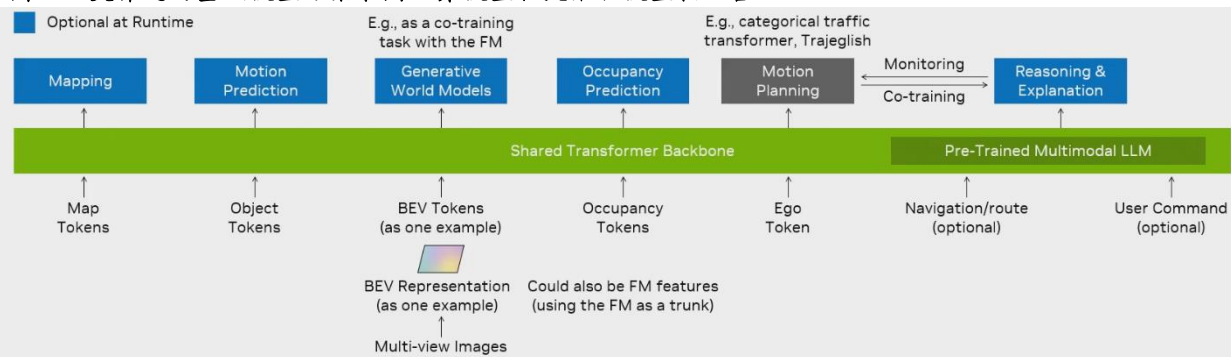 Optional at Runtime
E.g., as a co-training
task with the FM
E.g., categorical traffic
transformer, Trajeglish
Mapping
Motion
Prediction
Generative
World Models
Occupancy
Prediction
Motion
Planning
Monitoring
Co-training
Reasoning &
Explanation
Shared Transformer Backbone
Pre-Trained Multimodal LLM
Map
Tokens
Object
Tokens
BEV Tokens
(as one example)
Occupancy
Tokens
Ego
Token
Navigation/route
(optional)
User Command
(optional)
BEV Representation
(as one example)
Could also be FM features
(using the FM as a trunk)
Multi-view Images